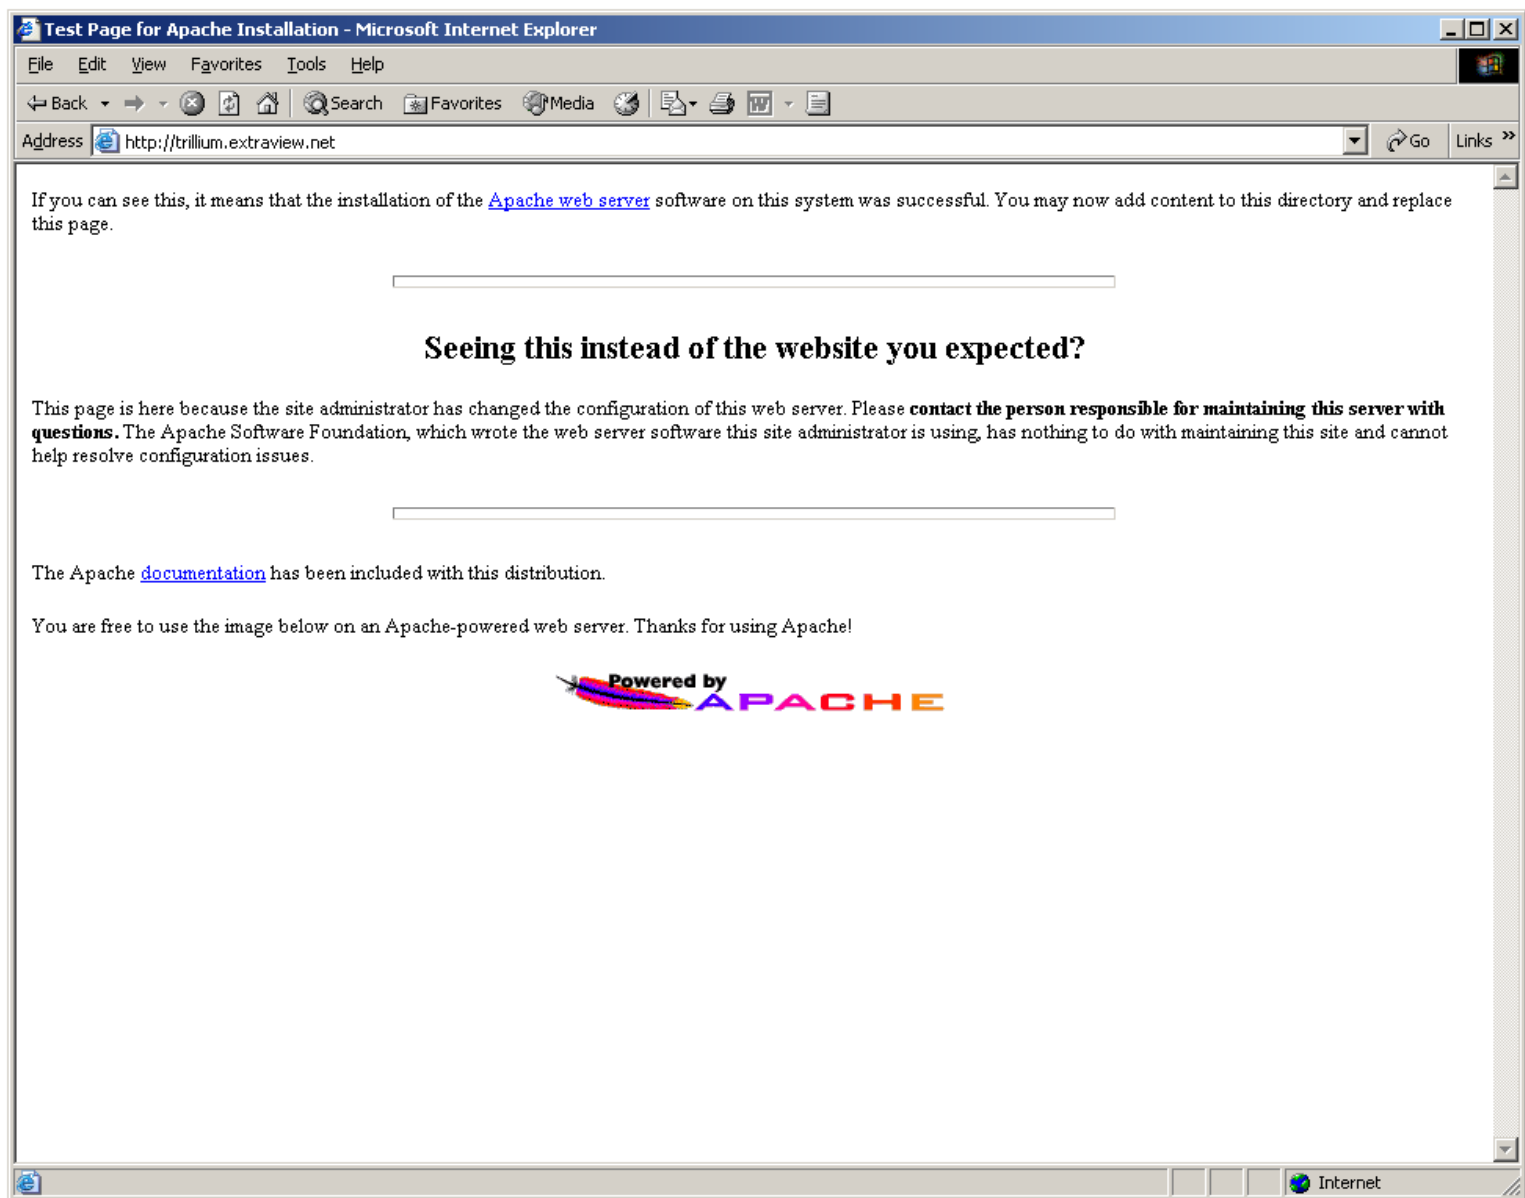 Test Page for Apache Installation - Microsoft Internet Explorer
File Edit View Favorites Tools Help
Back Search Favorites Media
Address http://trillium.extraview.net Go Links »
If you can see this, it means that the installation of the Apache web server software on this system was successful. You may now add content to this directory and replace
this page.
Seeing this instead of the website you expected?
This page is here because the site administrator has changed the configuration of this web server. Please contact the person responsible for maintaining this server with
questions. The Apache Software Foundation, which wrote the web server software this site administrator is using, has nothing to do with maintaining this site and cannot
help resolve configuration issues.
The Apache documentation has been included with this distribution.
You are free to use the image below on an Apache-powered web server. Thanks for using Apache!
Powered by
APACHE
Internet